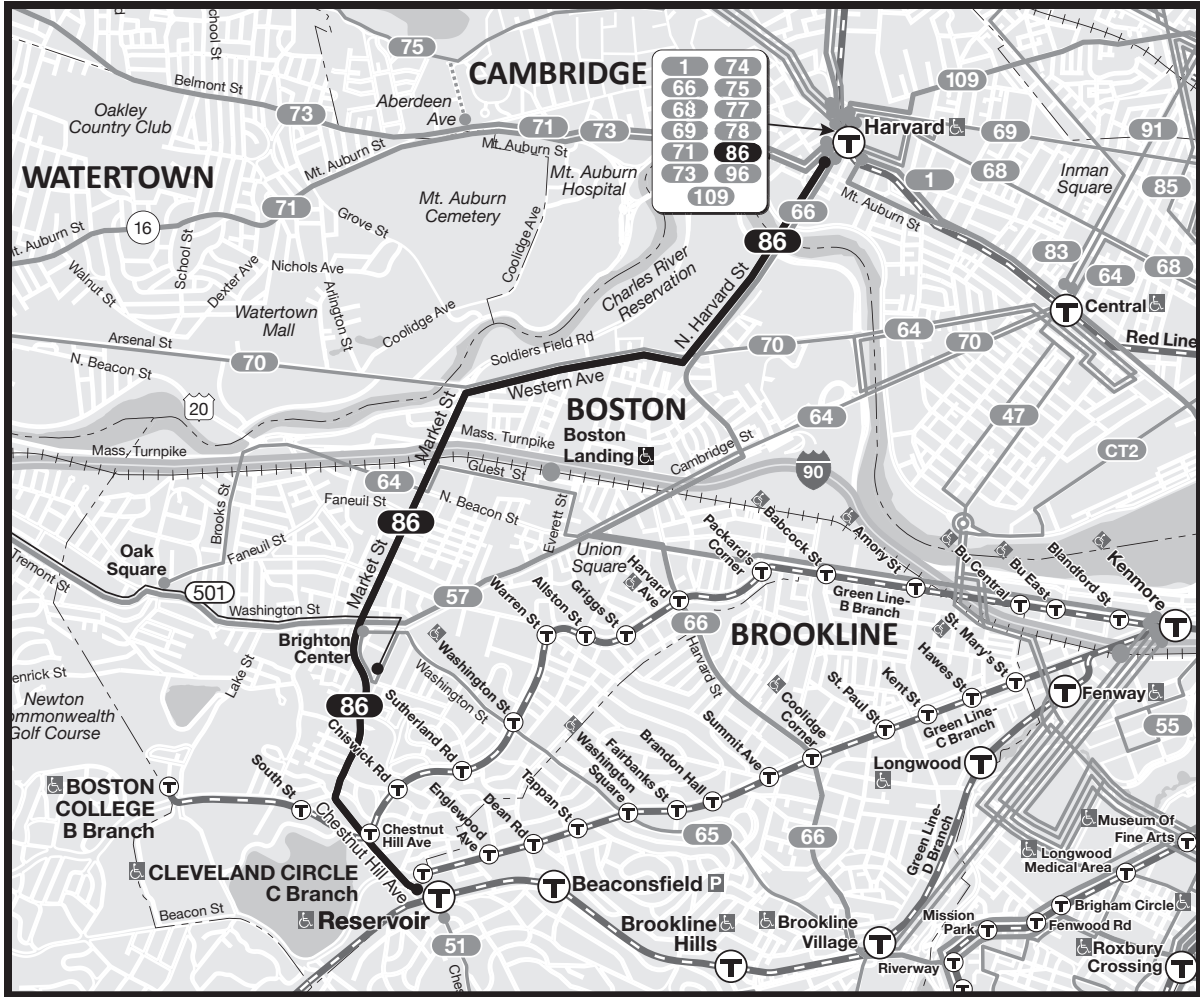 75
CAMBRIDGE
1 74
66 75
68 77
69 78
71 86
73 96
109
109
Belmont St
73
Aberdeen
Ave
71
73
Oakley
Country Club
Mt. Auburn St
Mt. Auburn St
Harvard
69
91
68
1
Inman
Square
85
WATERTOWN
Mt. Auburn
Hospital
Mt. Auburn
Cemetery
71
16
Grove St
Coolidge Ave
66
Mt. Auburn St
86
School St
Walnut St
Dexter Ave
Nichols Ave
Arlington St
Watertown
Mall
Coolidge Ave
Charles River
Reservation
N. Harvard St
83
64
68
Central
Red Line
Arsenal St
70
N. Beacon St
Soldiers Field Rd
Western Ave
70
64
70
20
Market St
BOSTON
Boston
Landing
64
47
CT2
Mass. Turnpike
Mass. Turnpike
Cambridge St
90
64
Guest St
Faneuil St
N. Beacon St
Everett St
86
Brooks St
Faneuil St
Oak
Square
Market St
Union
Square
Tremont St
501
Washington St
57
Packard's
Corner
Babcock St
Amory St
Bu Central
Bu East
Blandford St
Kenmore
Harvard
Ave
Griggs St
Allston St
Warren St
Green Line-
B Branch
66
BROOKLINE
Brighton
Center
Washington St
Washington St
Harvard St
St. Mary's St
Hawes St
Kent St
St. Paul St
Green Line-
C Branch
Fenway
55
Lake St
Newton
Golf Course
86
Sutherland Rd
Chiswick Rd
Coolidge
Corner
Summit Ave
Brandon Hall
Fairbanks St
Washington
Square
Tappan St
Dean Rd
Englewood
Ave
Longwood
BOSTON
COLLEGE
B Branch
South St
Chestnut
Hill Ave
Chestnut Hill Ave
65
66
Green Line-
D Branch
Museum Of
Fine Arts
Longwood
Medical Area
CLEVELAND CIRCLE
C Branch
Reservoir
Beaconsfield P
Brigham Circle
Fenwood Rd
Mission
Park
Beacon St
51
Brookline
Hills
Brookline
Village
Riverway
Roxbury
Crossing